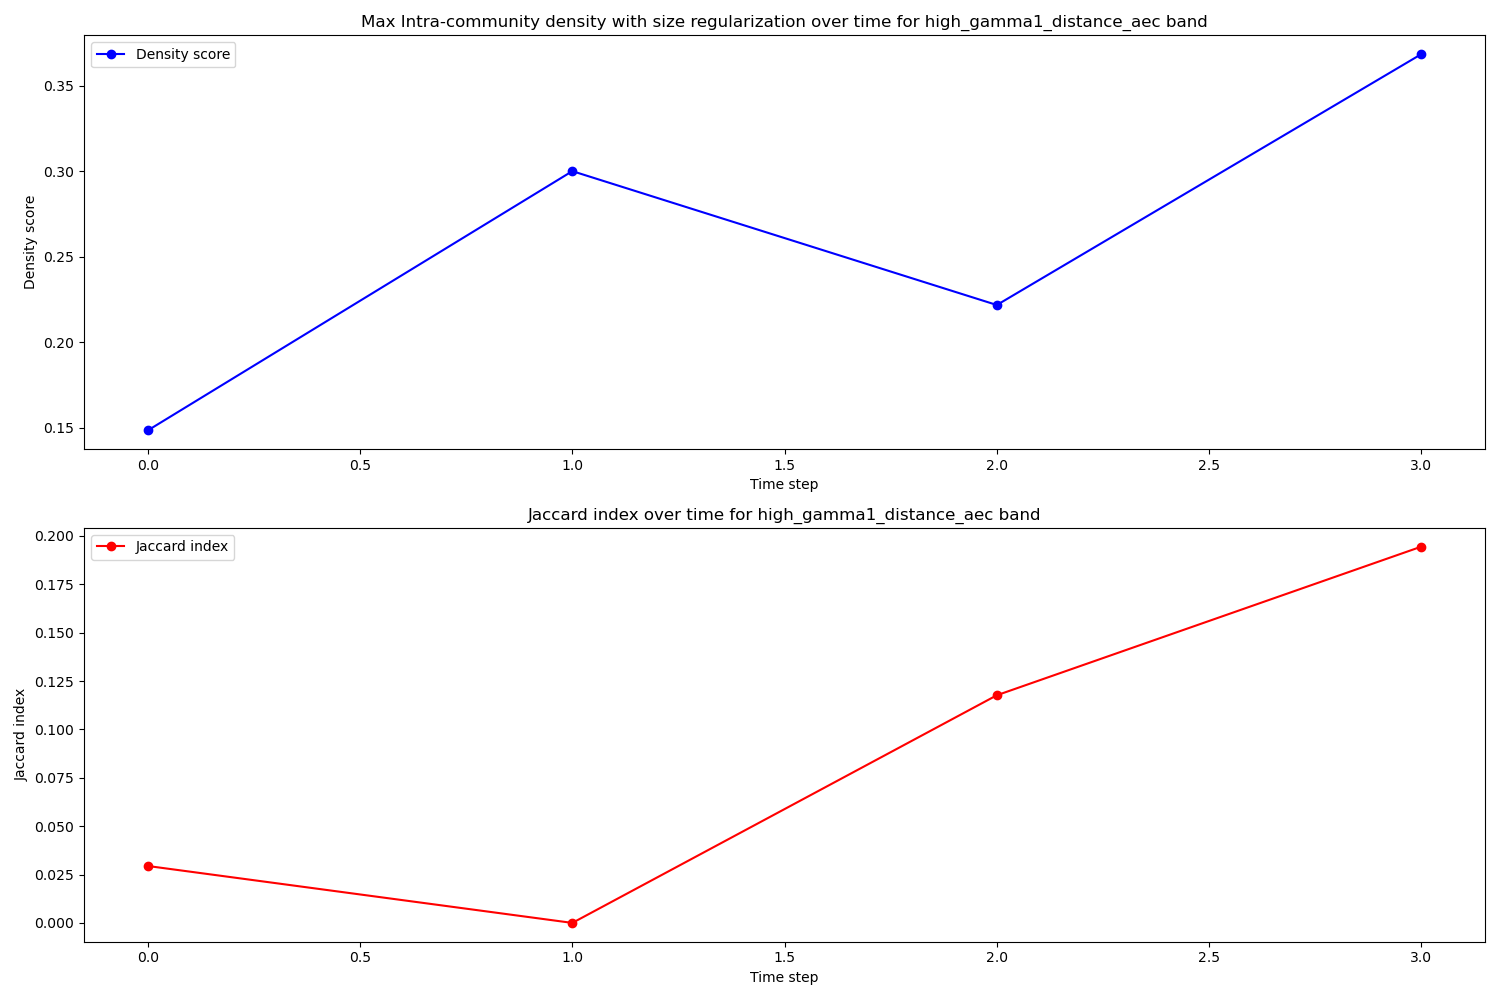 Max Intra-community density with size regularization over time for high_gamma1_distance_aec band
Density score
0.35
0.30
0.25
0.20
0.15
Density score
0.0 0.5 1.0 1.5 2.0 2.5 3.0
Time step
Jaccard index over time for high_gamma1_distance_aec band
Jaccard index
0.200
0.175
0.150
0.125
0.100
0.075
0.050
0.025
0.000
Jaccard index
0.0 0.5 1.0 1.5 2.0 2.5 3.0
Time step